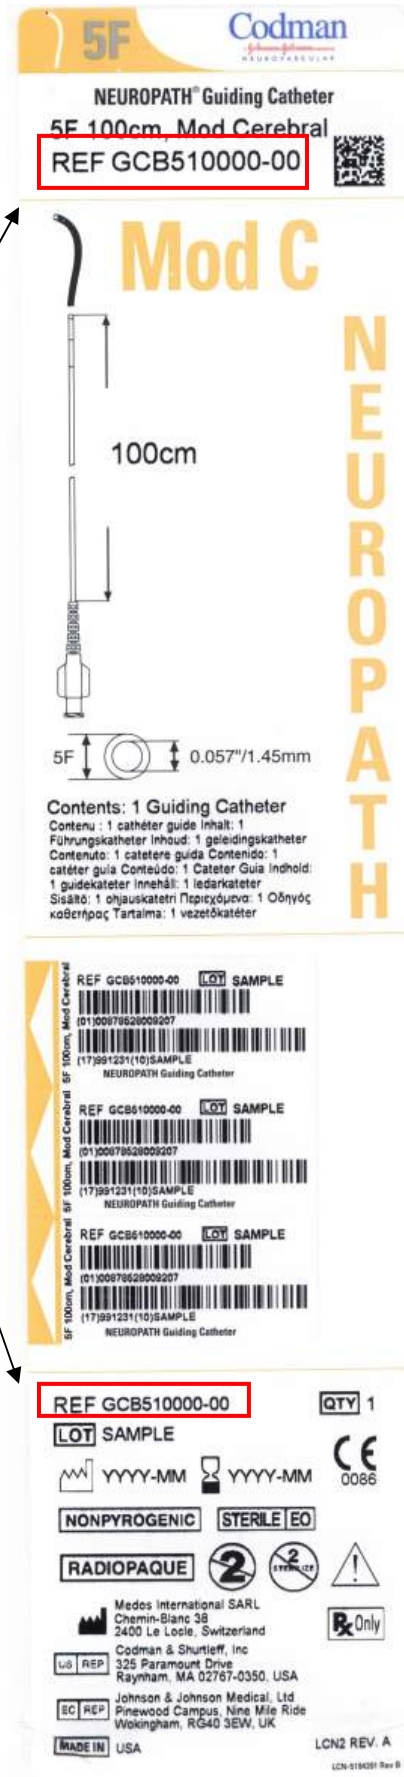 5F
Codman
Johnson & Johnson
NEUROVASCULAR
NEUROPATH® Guiding Catheter
5F 100cm, Mod Cerebral
REF GCB510000-00
Mod C
NEUROPATH
100cm
5F
0.057"/1.45mm
Contents: 1 Guiding Catheter
Contenu : 1 cathéter guide Inhalt: 1
Führungskatheter Inhoud: 1 geleidingskatheter
Contenuto: 1 catetere guida Contenido: 1
catéter guía Conteúdo: 1 Cateter Guia Indhold:
1 guidekateter Innehåll: 1 ledarkateter
Sisältö: 1 ohjauskatetri Περιεχόμενα: 1 Οδηγός
καθετήρας Tartalma: 1 vezetőkatéter
5F 100cm, Mod Cerebral 5F 100cm, Mod Cerebral 5F 100cm, Mod Cerebral
REF GCB510000-00 LOT SAMPLE
(01)00878528009207
(17)991231(10)SAMPLE
NEUROPATH Guiding Catheter
REF GCB510000-00 LOT SAMPLE
(01)00878528009207
(17)991231(10)SAMPLE
NEUROPATH Guiding Catheter
REF GCB510000-00 LOT SAMPLE
(01)00878528009207
(17)991231(10)SAMPLE
NEUROPATH Guiding Catheter
REF GCB510000-00 QTY 1
LOT SAMPLE
YYYY-MM YYYY-MM CE 0086
NONPYROGENIC STERILE EO
RADIOPAQUE 2 2 STERILIZE
Medos International SARL
Chemin-Blanc 38
2400 Le Locle, Switzerland
Rx Only
US REP Codman & Shurtleff, Inc
325 Paramount Drive
Raynham, MA 02767-0350, USA
EC REP Johnson & Johnson Medical, Ltd
Pinewood Campus, Nine Mile Ride
Wokingham, RG40 3EW, UK
MADE IN USA
LCN2 REV. A
LCN-5194391 Rev B